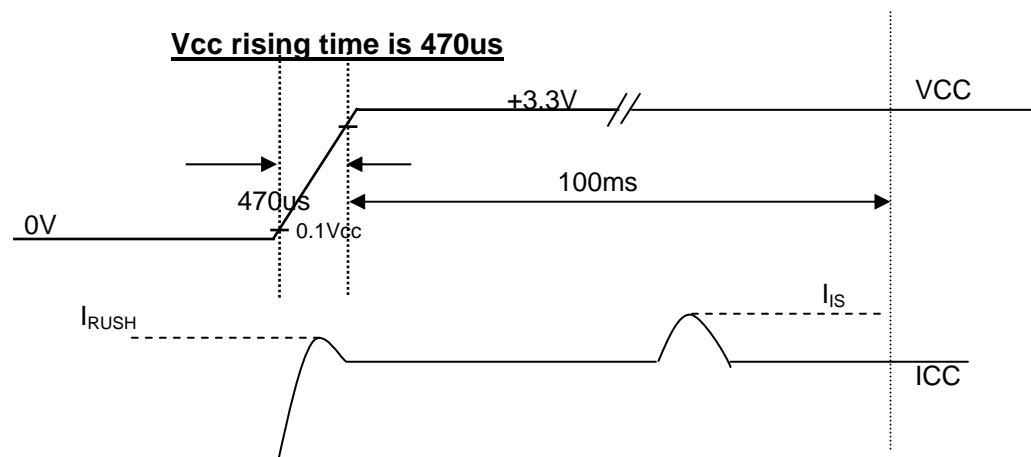 Vcc rising time is 470us
+3.3V
VCC
100ms
470us
0V
0.1Vcc
IRUSH
IIS
ICC